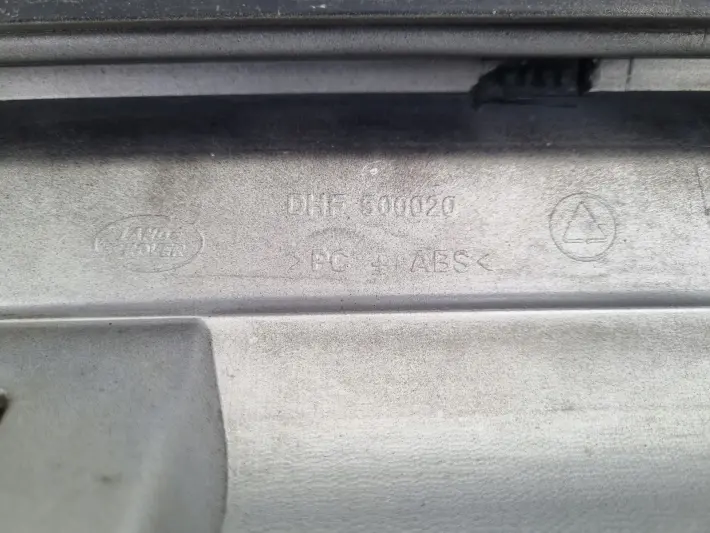 DHF 500020
LAND
ROVER
>PC + ABS<